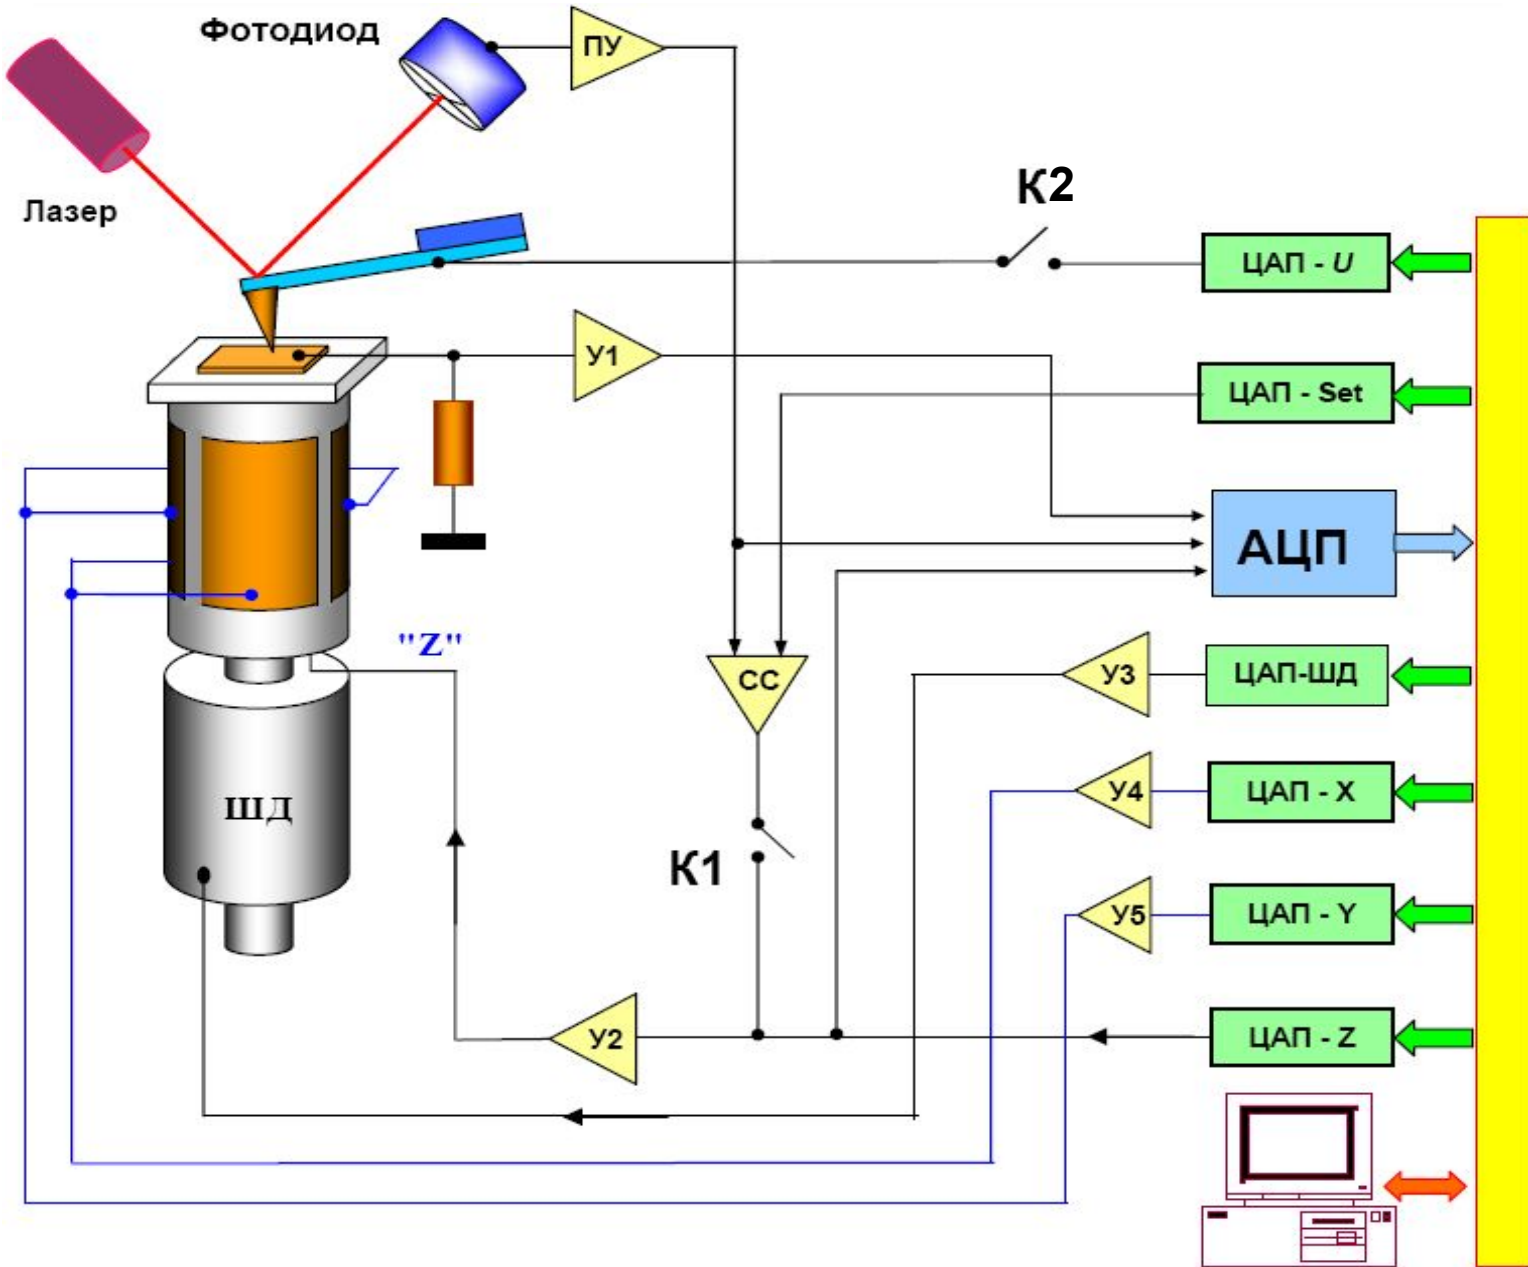 Фотодиод
ПУ
Лазер
К2
ЦАП - U
У1
ЦАП - Set
АЦП
"Z"
СС
У3
ЦАП-ШД
ШД
У4
ЦАП - X
К1
У5
ЦАП - Y
У2
ЦАП - Z